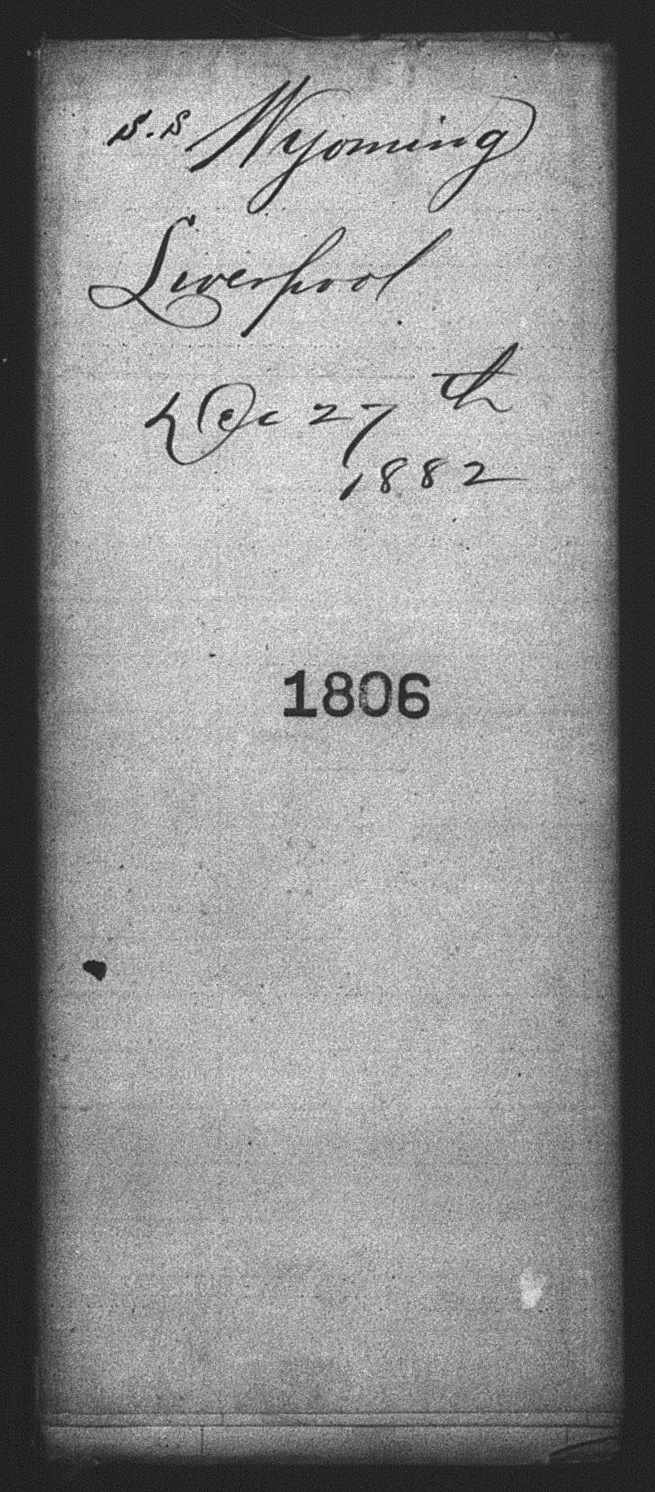 S.S Wyoming
Liverpool
Dec 27th
1882
1806